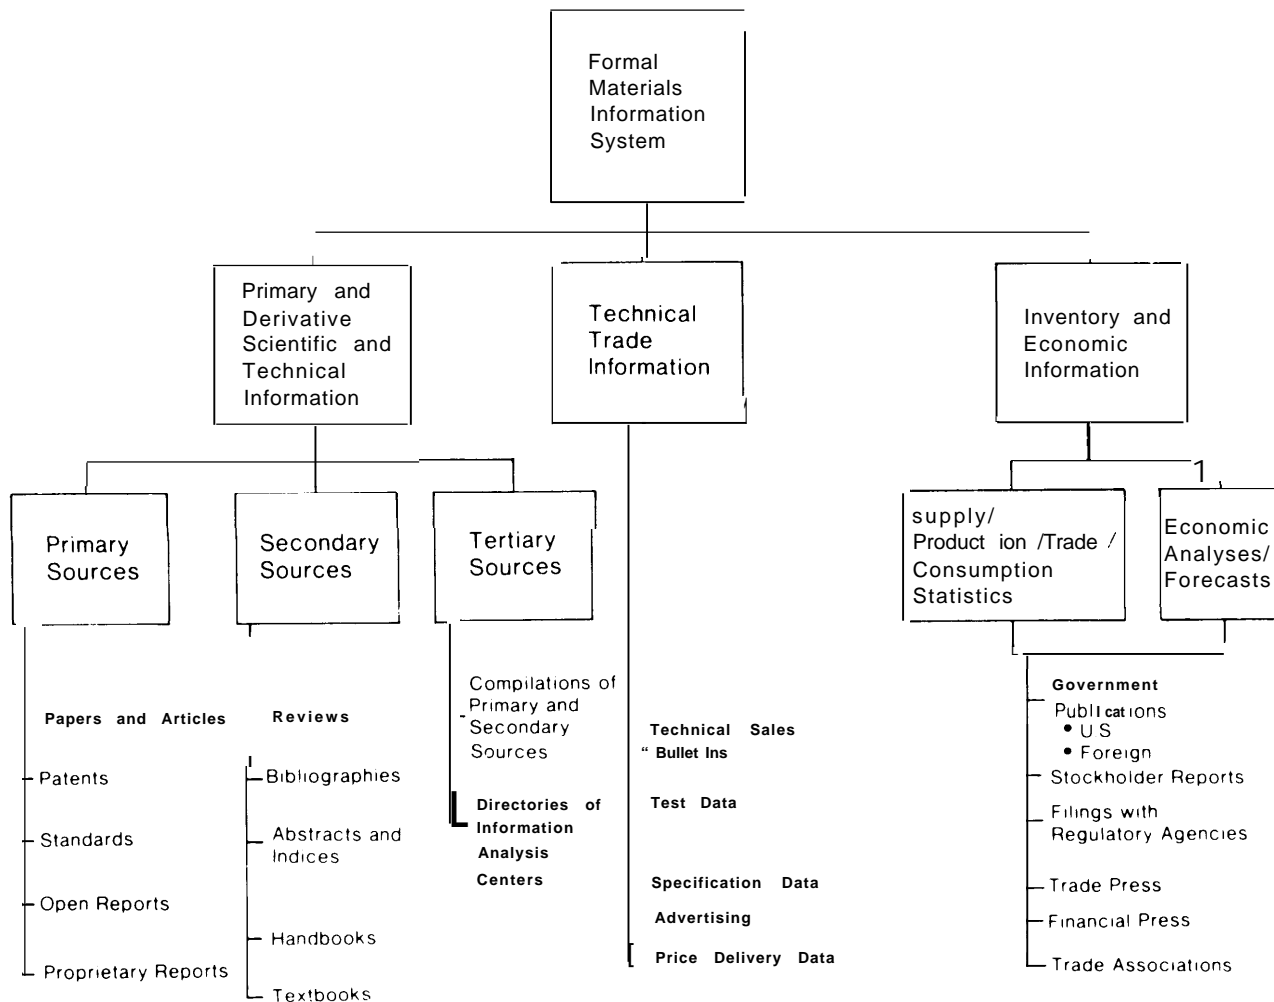 Formal
Materials
Information
System
Primary and
Derivative
Scientific and
Technical
Information
Technical
Trade
Information
Inventory and
Economic
Information
Primary
Sources
Secondary
Sources
Tertiary
Sources
supply/
Product ion /Trade /
Consumption
Statistics
1
Economic
Analyses/
Forecasts
Papers and Articles
Patents
Standards
Open Reports
Proprietary Reports
Reviews
Bibliographies
Abstracts and
Indices
Handbooks
Textbooks
Compilations of
Primary and
Secondary
Sources
Directories of
Information
Analysis
Centers
Technical Sales
“ Bullet Ins
Test Data
Specification Data
Advertising
Price Delivery Data
Government
Publicat ions
• U S
• Foreign
Stockholder Reports
Filings with
Regulatory Agencies
Trade Press
Financial Press
Trade Associations